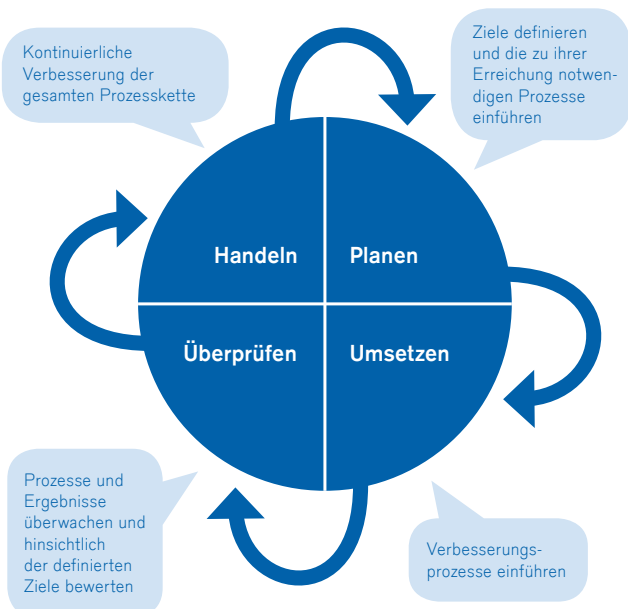 Kontinuierliche
Verbesserung der
gesamten Prozesskette
Ziele definieren
und die zu ihrer
Erreichung notwen-
digen Prozesse
einführen
Handeln
Planen
Überprüfen
Umsetzen
Prozesse und
Ergebnisse
überwachen und
hinsichtlich
der definierten
Ziele bewerten
Verbesserungs-
prozesse einführen